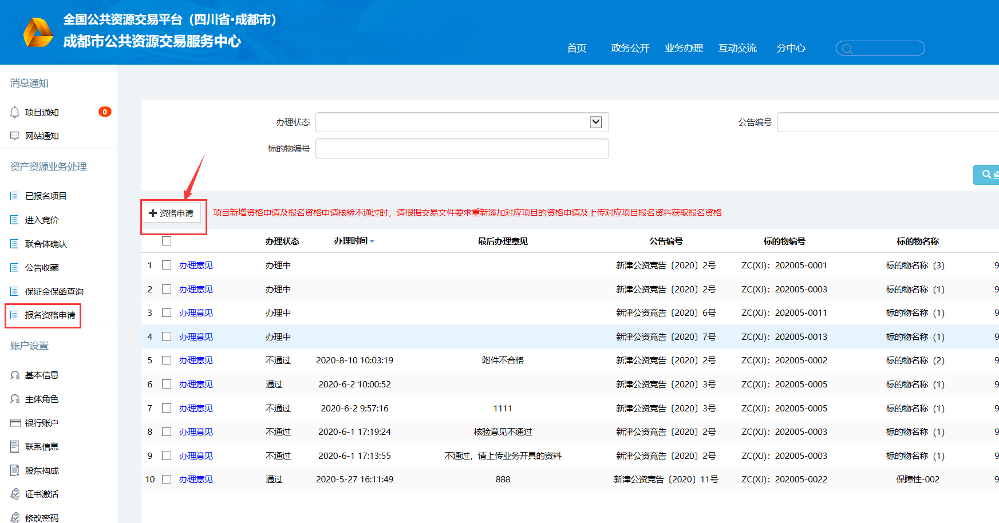 全国公共资源交易平台（四川省•成都市）
成都市公共资源交易服务中心
首页 政务公开 业务办理 互动交流 分中心
消息通知
项目通知 0
网站通知
资产资源业务处理
已报名项目
进入竞价
联合体确认
公告收藏
保证金保函查询
报名资格申请
账户设置
基本信息
主体角色
银行账户
联系信息
股东构成
证书激活
修改密码
办理状态 公告编号
标的物编号
资格申请 项目新增资格申请及报名资格申请核验不通过时，请根据交易文件要求重新添加对应项目的资格申请及上传对应项目报名资料获取报名资格
办理状态 办理时间 最后办理意见 公告编号 标的物编号 标的物名称
1 办理意见 办理中 新津公资竞告〔2020〕2号 ZC(XJ)：202005-0001 标的物名称（3） 9
2 办理意见 办理中 新津公资竞告〔2020〕2号 ZC(XJ)：202005-0003 标的物名称（1） 9
3 办理意见 办理中 新津公资竞告〔2020〕6号 ZC(XJ)：202005-0011 标的物名称（1） 9
4 办理意见 办理中 新津公资竞告〔2020〕7号 ZC(XJ)：202005-0013 标的物名称（1） 9
5 办理意见 不通过 2020-8-10 10:03:19 附件不合格 新津公资竞告〔2020〕2号 ZC(XJ)：202005-0002 标的物名称（2） 9
6 办理意见 通过 2020-6-2 10:00:52 新津公资竞告〔2020〕3号 ZC(XJ)：202005-0005 标的物名称（1） 9
7 办理意见 不通过 2020-6-2 9:57:16 1111 新津公资竞告〔2020〕3号 ZC(XJ)：202005-0005 标的物名称（1） 9
8 办理意见 不通过 2020-6-1 17:19:24 核验意见不通过 新津公资竞告〔2020〕2号 ZC(XJ)：202005-0003 标的物名称（1） 9
9 办理意见 不通过 2020-6-1 17:13:55 不通过，请上传业务开具的资料 新津公资竞告〔2020〕2号 ZC(XJ)：202005-0003 标的物名称（1） 9
10 办理意见 通过 2020-5-27 16:11:49 888 新津公资竞告〔2020〕11号 ZC(XJ)：202005-0022 保障性-002 9